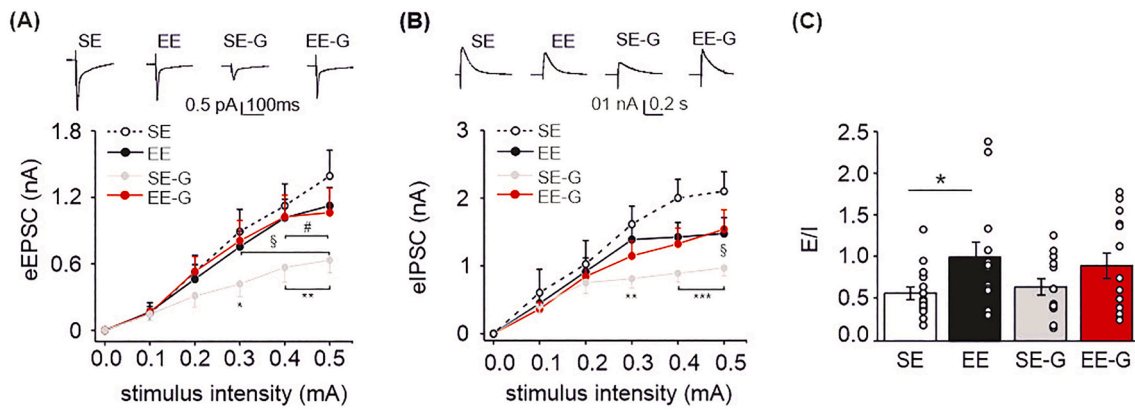 (A)
SE EE SE-G EE-G
0.5 pA 100ms
SE
EE
SE-G
EE-G
eEPSC (nA)
1.8
1.2
0.6
0
#
§
*
**
0.0 0.1 0.2 0.3 0.4 0.5
stimulus intensity (mA)
(B)
SE EE SE-G EE-G
01 nA 0.2 s
SE
EE
SE-G
EE-G
eIPSC (nA)
3
2
1
0
§
** ***
0.0 0.1 0.2 0.3 0.4 0.5
stimulus intensity (mA)
(C)
E/I
2.5
2.0
1.5
1.0
0.5
0.0
*
SE EE SE-G EE-G